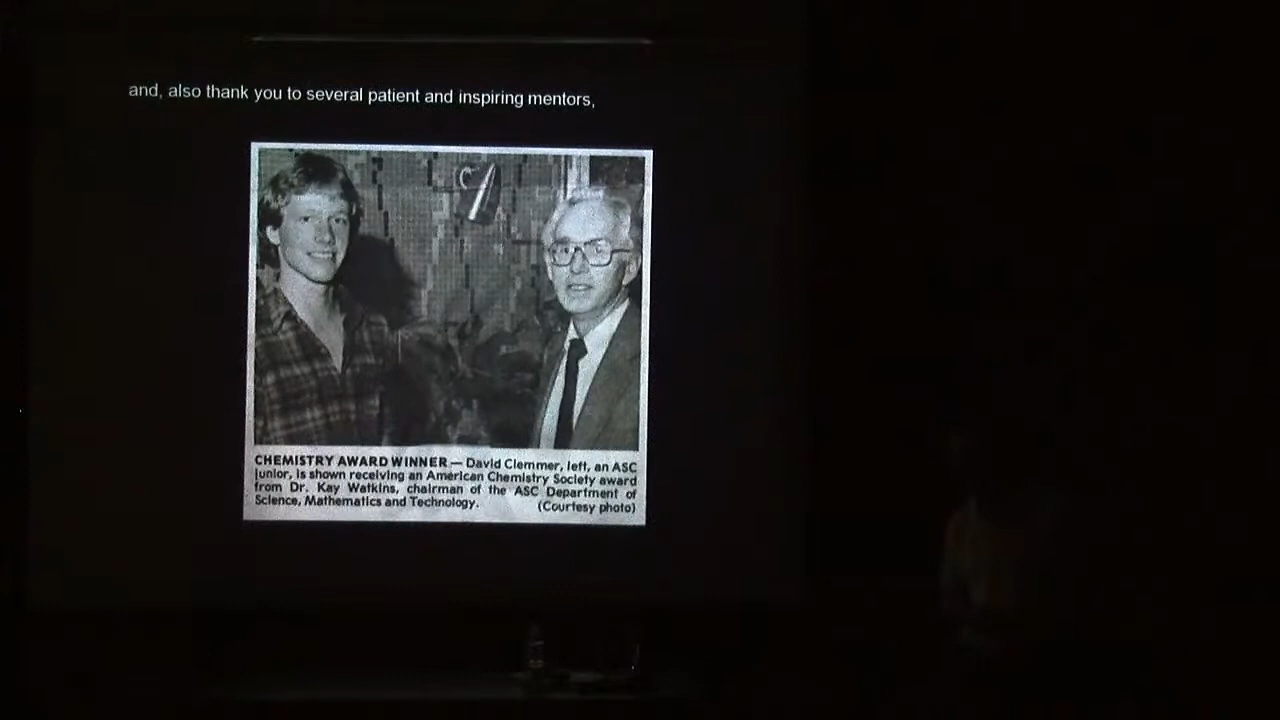 and, also thank you to several patient and inspiring mentors,
CHEMISTRY AWARD WINNER — David Clemmer, left, an ASC
junior, is shown receiving an American Chemistry Society award
from Dr. Kay Watkins, chairman of the ASC Department of
Science, Mathematics and Technology. (Courtesy photo)